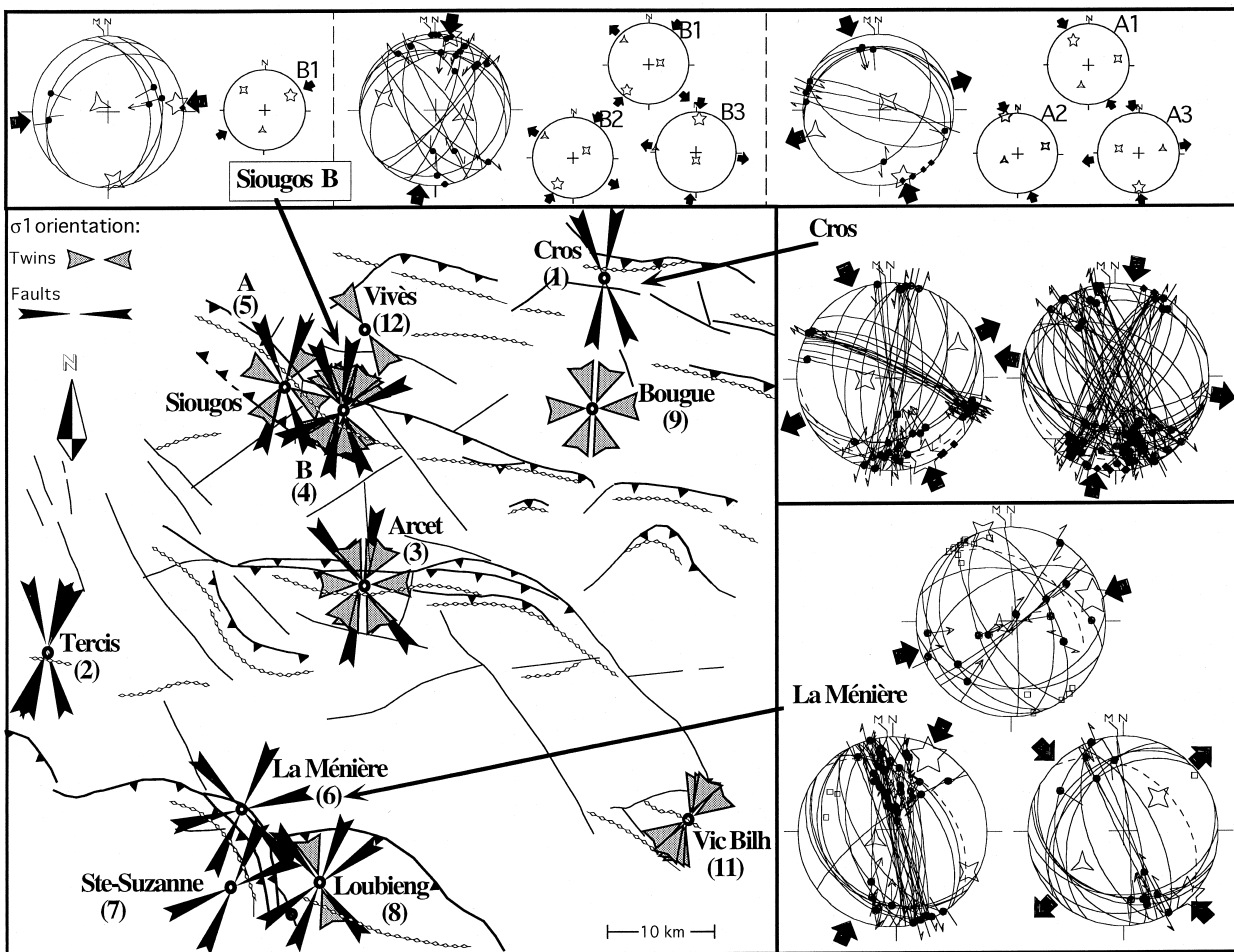 M N
N
B1
M N
N
B1
N
B2
N
B3
M N
N
A1
N
A2
N
A3
Siougos B
σ1 orientation:
Twins
Faults
N
A
(5)
Vivès
(12)
Siougos
B
(4)
Cros
(1)
Bougue
(9)
Arcet
(3)
Tercis
(2)
La Ménière
(6)
Ste-Suzanne
(7)
Loubieng
(8)
Vic Bilh
(11)
10 km
Cros
M N
M N
La Ménière
M N
M N
M N